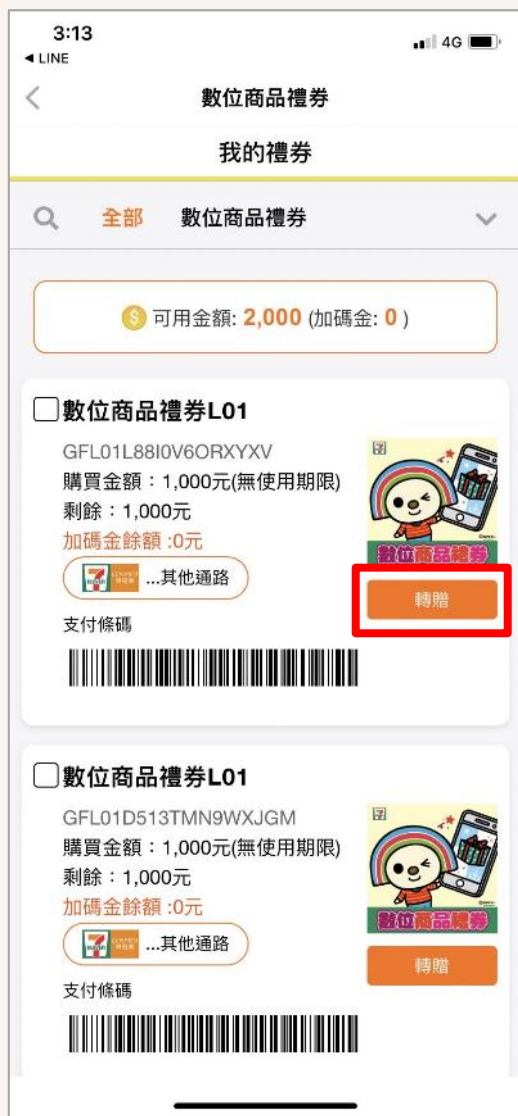 3:13
4G
◀ LINE
數位商品禮券
我的禮券
全部 數位商品禮券
可用金額: 2,000 (加碼金: 0 )
數位商品禮券L01
GFL01L88I0V6ORXYXV
購買金額：1,000元(無使用期限)
剩餘：1,000元
加碼金餘額 :0元
...其他通路
數位商品禮券
轉贈
支付條碼
數位商品禮券L01
GFL01D513TMN9WXJGM
購買金額：1,000元(無使用期限)
剩餘：1,000元
加碼金餘額 :0元
...其他通路
數位商品禮券
轉贈
支付條碼